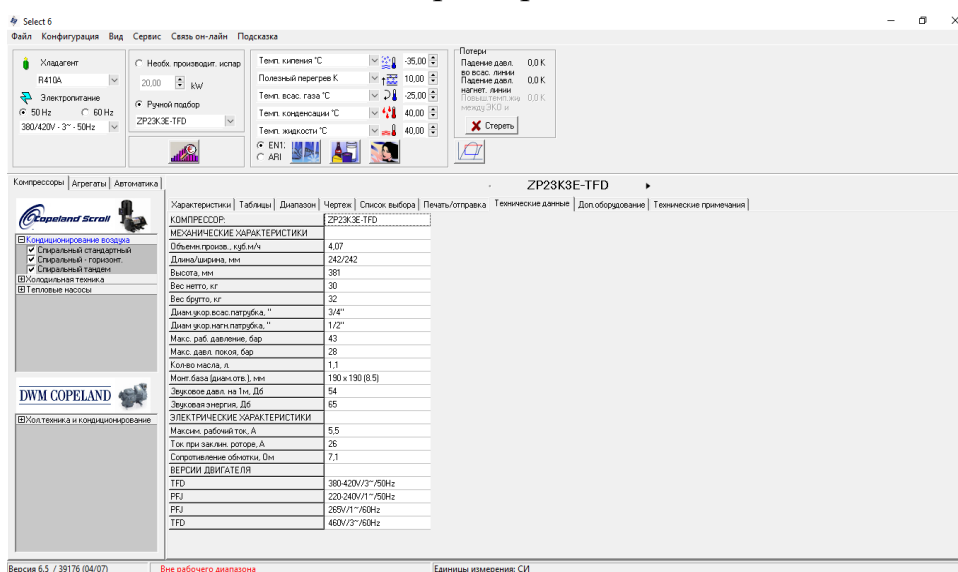 Select 6
Файл Конфигурация Вид Сервис Связь он-лайн Подсказка
Хладагент
R410A
Электропитание
50 Hz 60 Hz
380/420V - 3~ - 50Hz
Необх. производит. испар
20,00 kW
Ручной подбор
ZP23K3E-TFD
Темп. кипения °C -35,00
Полезный перегрев К 10,00
Темп. всас. газа °C -25,00
Темп. конденсации °C 40,00
Темп. жидкости °C 40,00
EN1:
ARI
Потери
Падение давл. 0,0 K
во всас. линии
Падение давл. 0,0 K
нагнет. линии
Повыш темп.жид 0,0 K
между ЭКО и
Стереть
Компрессоры Агрегаты Автоматика
- ZP23K3E-TFD
Характеристики Таблицы Диапазон Чертеж Список выбора Печать/отправка Технические данные Доп.оборудование Технические примечания
Copeland Scroll
Кондиционирование воздуха
Спиральный стандартный
Спиральный - горизонт.
Спиральный тандем
Холодильная техника
Тепловые насосы
DWM COPELAND
Хол.техника и кондиционирование
КОМПРЕССОР: ZP23K3E-TFD
МЕХАНИЧЕСКИЕ ХАРАКТЕРИСТИКИ
Объемн.произв., куб.м/ч 4,07
Длина/ширина, мм 242/242
Высота, мм 381
Вес нетто, кг 30
Вес брутто, кг 32
Диам.укор.всас.патрубка, " 3/4"
Диам.укор.нагн.патрубка, " 1/2"
Макс. раб. давление, бар 43
Макс. давл. покоя, бар 28
Кол-во масла, л 1,1
Монт.база (диам.отв.), мм 190 x 190 (8.5)
Звуковое давл. на 1м, Дб 54
Звуковая энергия, Дб 65
ЭЛЕКТРИЧЕСКИЕ ХАРАКТЕРИСТИКИ
Максим. рабочий ток, А 5,5
Ток при заклин. роторе, А 26
Сопротивление обмотки, Ом 7,1
ВЕРСИИ ДВИГАТЕЛЯ
TFD 380-420V/3~/50Hz
PFJ 220-240V/1~/50Hz
PFJ 265V/1~/60Hz
TFD 460V/3~/60Hz
Версия 6.5 / 39176 (04/07) Вне рабочего диапазона Единицы измерения: СИ